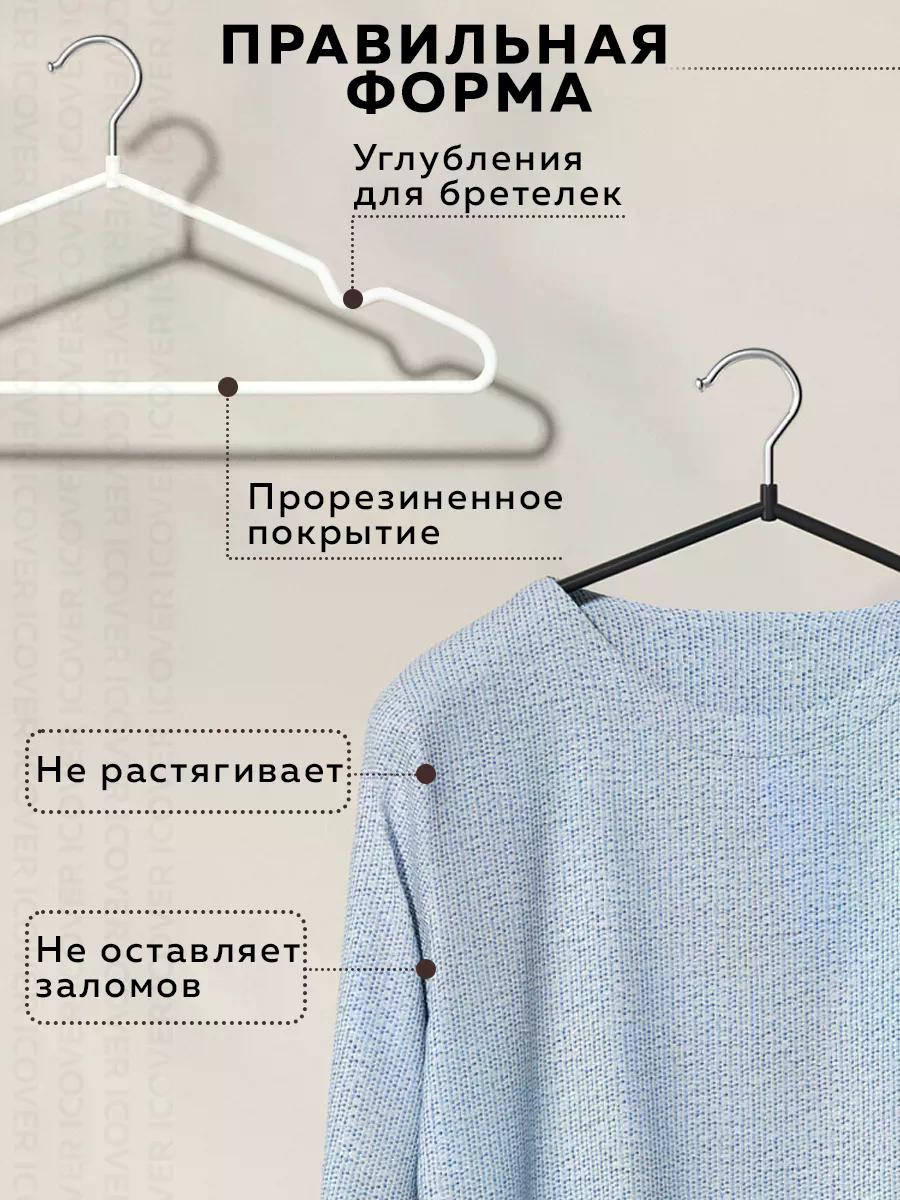 ПРАВИЛЬНАЯ
ФОРМА
Углубления
для бретелек
Прорезиненное
покрытие
Не растягивает
Не оставляет
заломов
ICOVER ICOVER ICOVER ICOVER ICOVER ICOVER